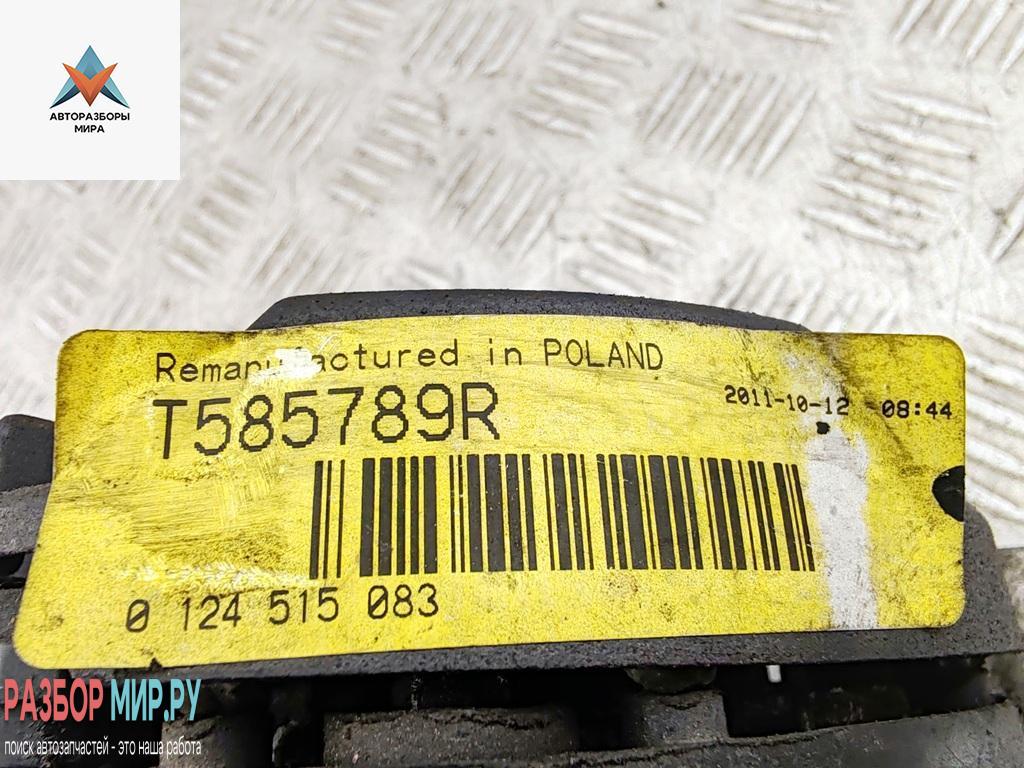 АВТОРАЗБОРЫ
МИРА
Remanufactured in POLAND
T585789R
2011-10-12 08:44
0 124 515 083
РАЗБОР МИР.РУ
поиск автозапчастей - это наша работа